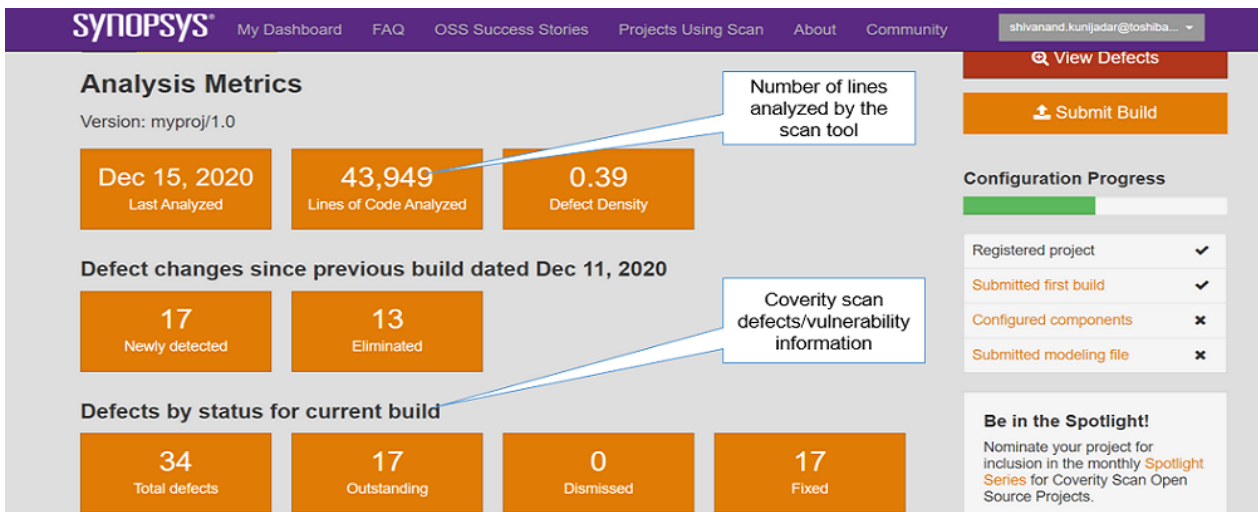 SYNOPSYS®
My Dashboard FAQ OSS Success Stories Projects Using Scan About Community
shivanand.kunijadar@toshiba...
Analysis Metrics
Version: myproj/1.0
Dec 15, 2020
Last Analyzed
43,949
Lines of Code Analyzed
0.39
Defect Density
Number of lines
analyzed by the
scan tool
Defect changes since previous build dated Dec 11, 2020
17
Newly detected
13
Eliminated
Coverity scan
defects/vulnerability
information
Defects by status for current build
34
Total defects
17
Outstanding
0
Dismissed
17
Fixed
View Defects
Submit Build
Configuration Progress
Registered project
Submitted first build
Configured components
Submitted modeling file
Be in the Spotlight!
Nominate your project for
inclusion in the monthly Spotlight
Series for Coverity Scan Open
Source Projects.